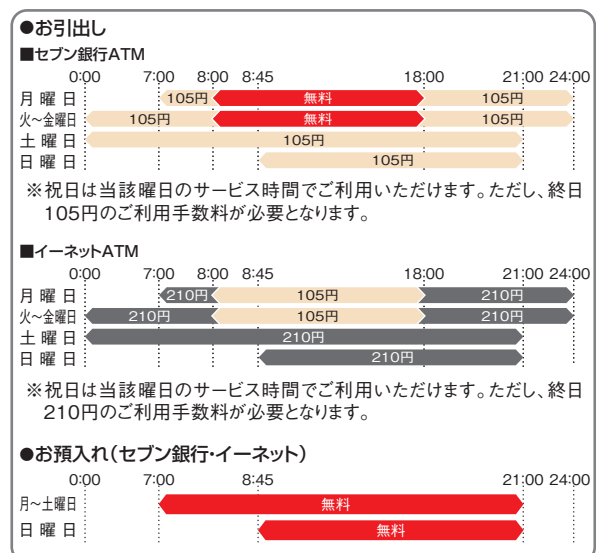 ●お引出し
■セブン銀行ATM
0:00 7:00 8:00 8:45 18:00 21:00 24:00
月曜日 105円 無料 105円
火〜金曜日 105円 無料 105円
土曜日 105円
日曜日 105円
※祝日は当該曜日のサービス時間でご利用いただけます。ただし、終日
105円のご利用手数料が必要となります。
■イーネットATM
0:00 7:00 8:00 8:45 18:00 21:00 24:00
月曜日 210円 105円 210円
火〜金曜日 210円 105円 210円
土曜日 210円
日曜日 210円
※祝日は当該曜日のサービス時間でご利用いただけます。ただし、終日
210円のご利用手数料が必要となります。
●お預入れ(セブン銀行・イーネット)
0:00 7:00 8:45 21:00 24:00
月〜土曜日 無料
日曜日 無料